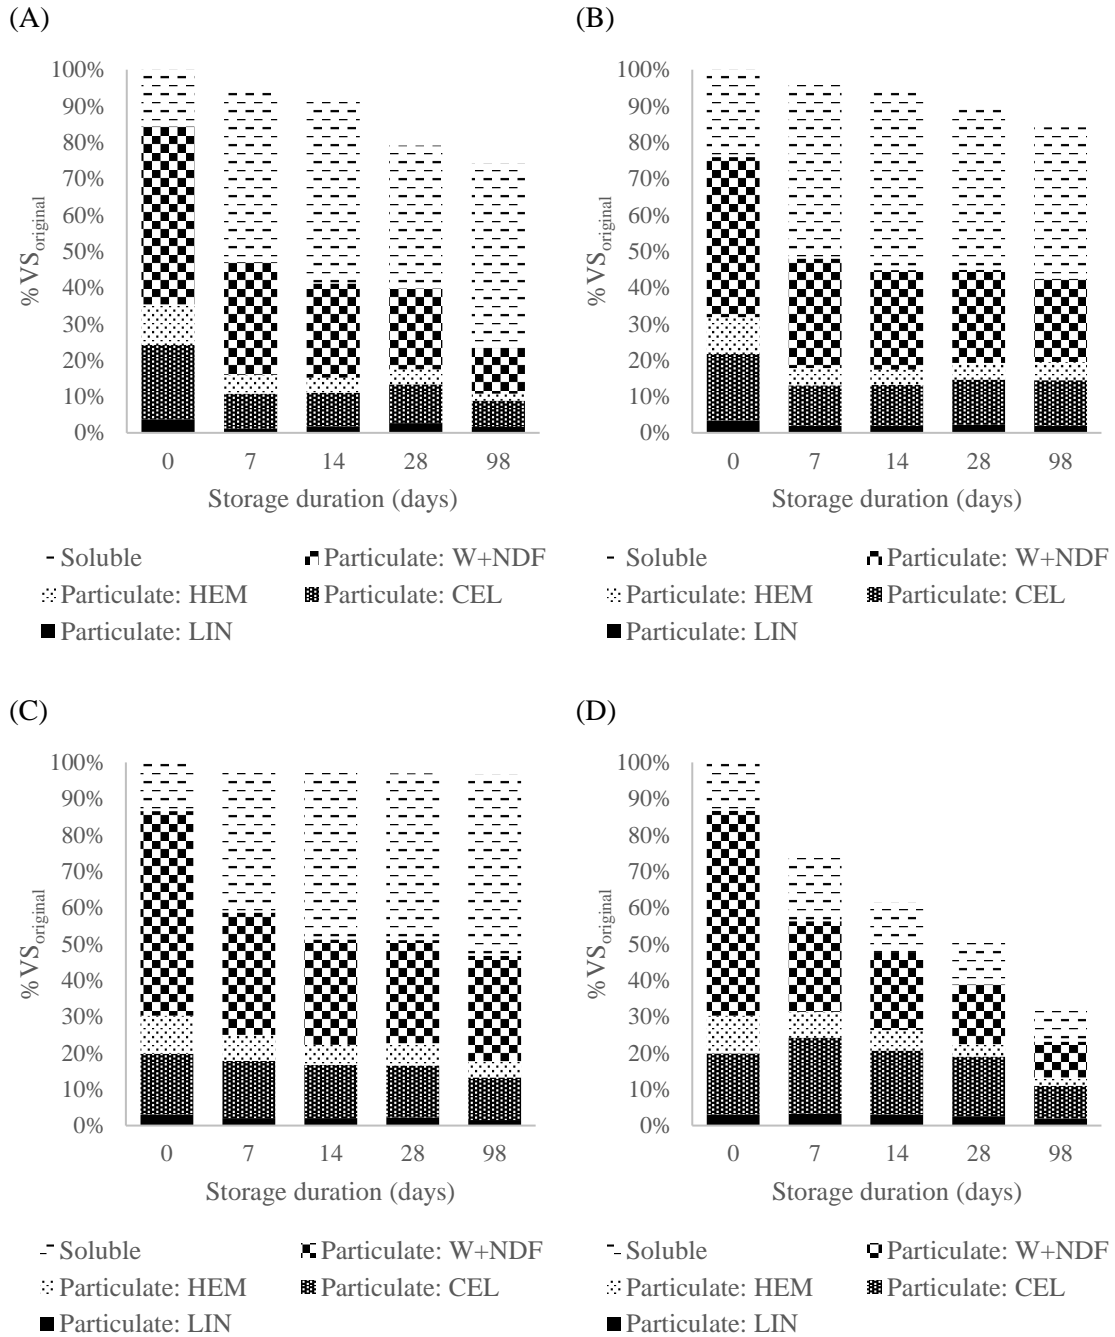 (A)
100%
90%
80%
70%
60%
50%
40%
30%
20%
10%
0%
% VSoriginal
0 7 14 28 98
Storage duration (days)
Soluble Particulate: W+NDF
Particulate: HEM Particulate: CEL
Particulate: LIN
(B)
100%
90%
80%
70%
60%
50%
40%
30%
20%
10%
0%
% VSoriginal
0 7 14 28 98
Storage duration (days)
Soluble Particulate: W+NDF
Particulate: HEM Particulate: CEL
Particulate: LIN
(C)
100%
90%
80%
70%
60%
50%
40%
30%
20%
10%
0%
% VSoriginal
0 7 14 28 98
Storage duration (days)
Soluble Particulate: W+NDF
Particulate: HEM Particulate: CEL
Particulate: LIN
(D)
100%
90%
80%
70%
60%
50%
40%
30%
20%
10%
0%
% VSoriginal
0 7 14 28 98
Storage duration (days)
Soluble Particulate: W+NDF
Particulate: HEM Particulate: CEL
Particulate: LIN